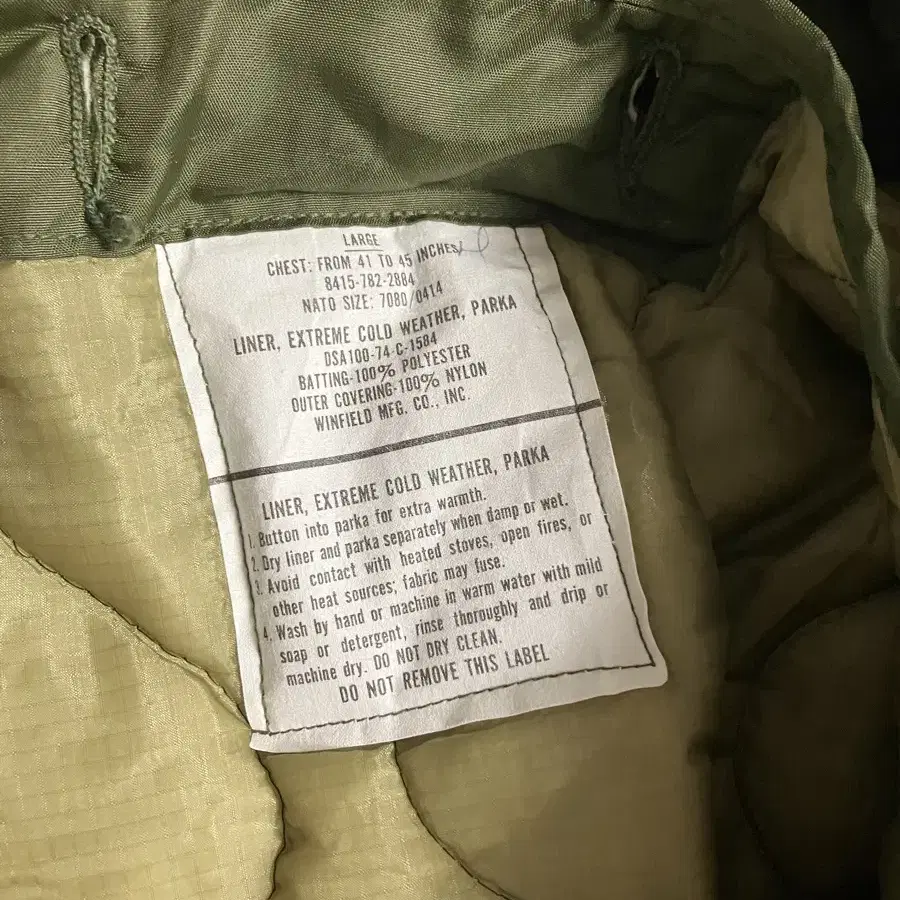 LARGE
CHEST: FROM 41 TO 45 INCHES
8415-782-2884
NATO SIZE: 7080/0414
LINER, EXTREME COLD WEATHER, PARKA
DSA100-74-C-1584
BATTING-100% POLYESTER
OUTER COVERING-100% NYLON
WINFIELD MFG. CO., INC.
LINER, EXTREME COLD WEATHER, PARKA
1. Button into parka for extra warmth.
2. Dry liner and parka separately when damp or wet.
3. Avoid contact with heated stoves, open fires, or
other heat sources; fabric may fuse.
4. Wash by hand or machine in warm water with mild
soap or detergent, rinse thoroughly and drip or
machine dry. DO NOT DRY CLEAN.
DO NOT REMOVE THIS LABEL